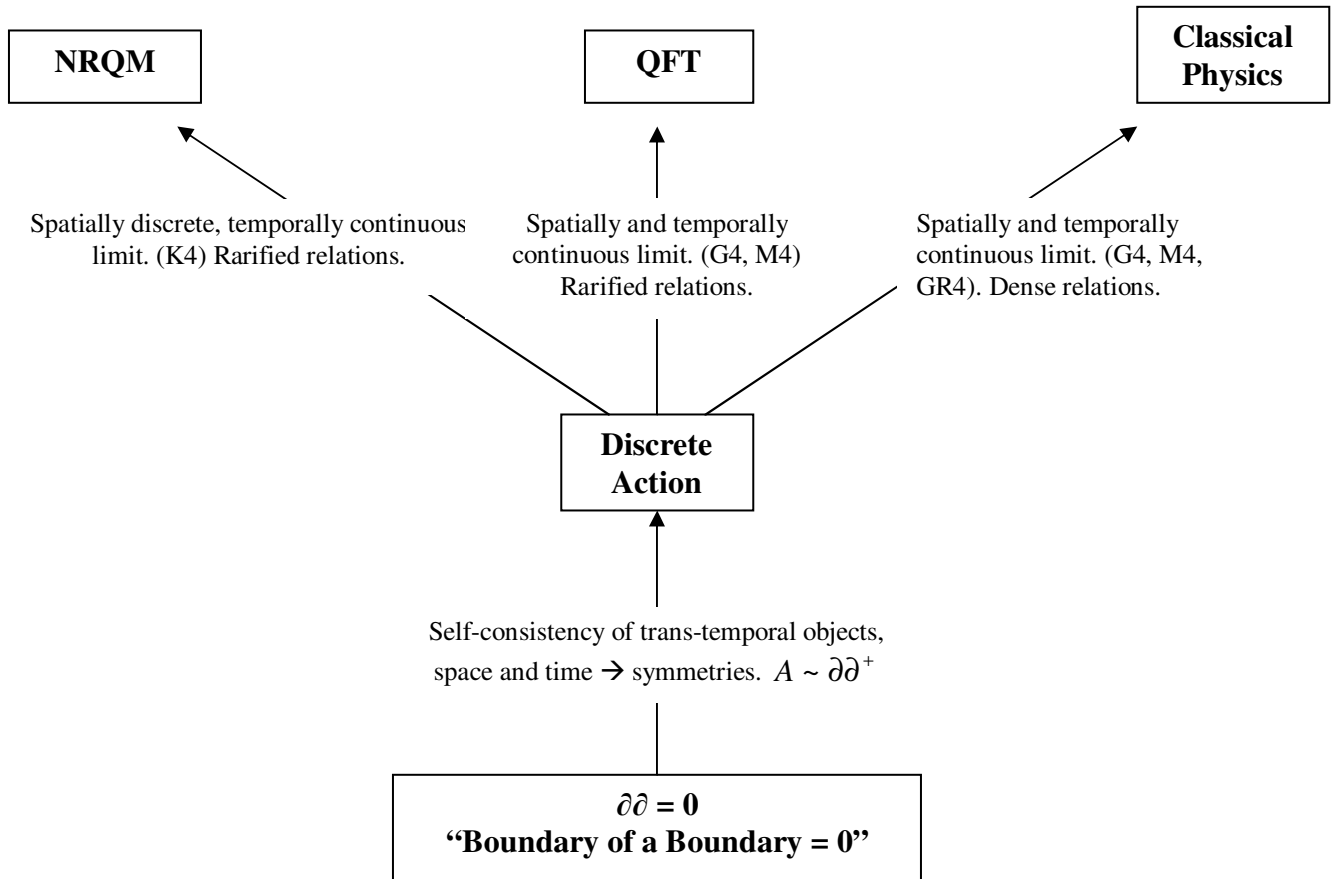 NRQM
QFT
Classical
Physics
Spatially discrete, temporally continuous
limit. (K4) Rarified relations.
Spatially and temporally
continuous limit. (G4, M4)
Rarified relations.
Spatially and temporally
continuous limit. (G4, M4,
GR4). Dense relations.
Discrete
Action
Self-consistency of trans-temporal objects,
space and time → symmetries. A ~ ∂∂⁺
∂∂ = 0
“Boundary of a Boundary = 0”